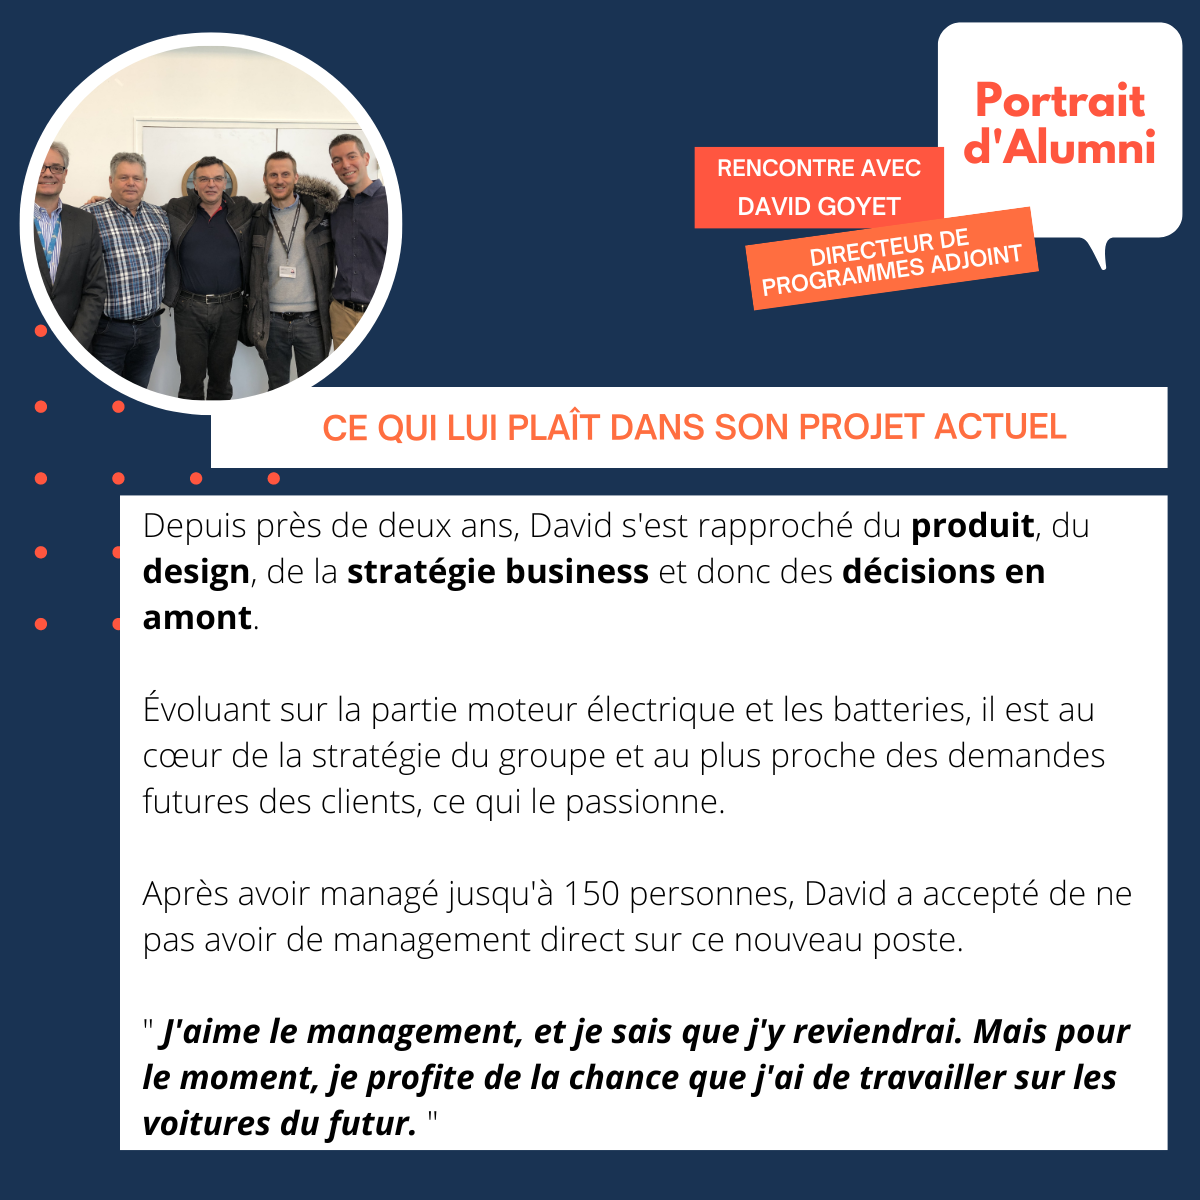 Portrait
d'Alumni
RENCONTRE AVEC
DAVID GOYET
DIRECTEUR DE
PROGRAMMES ADJOINT
CE QUI LUI PLAÎT DANS SON PROJET ACTUEL
Depuis près de deux ans, David s'est rapproché du produit, du
design, de la stratégie business et donc des décisions en
amont.
Évoluant sur la partie moteur électrique et les batteries, il est au
cœur de la stratégie du groupe et au plus proche des demandes
futures des clients, ce qui le passionne.
Après avoir managé jusqu'à 150 personnes, David a accepté de ne
pas avoir de management direct sur ce nouveau poste.
" J'aime le management, et je sais que j'y reviendrai. Mais pour
le moment, je profite de la chance que j'ai de travailler sur les
voitures du futur. "